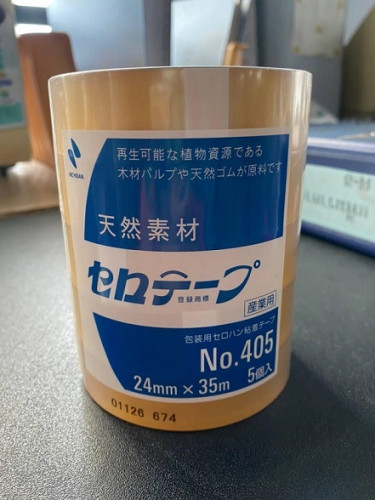 NICHIBAN
再生可能な植物資源である
木材パルプや天然ゴムが原料です
天然素材
セロテープ
登録商標
産業用
包装用セロハン粘着テープ
No.405
24mm×35m 5個入
01126 674